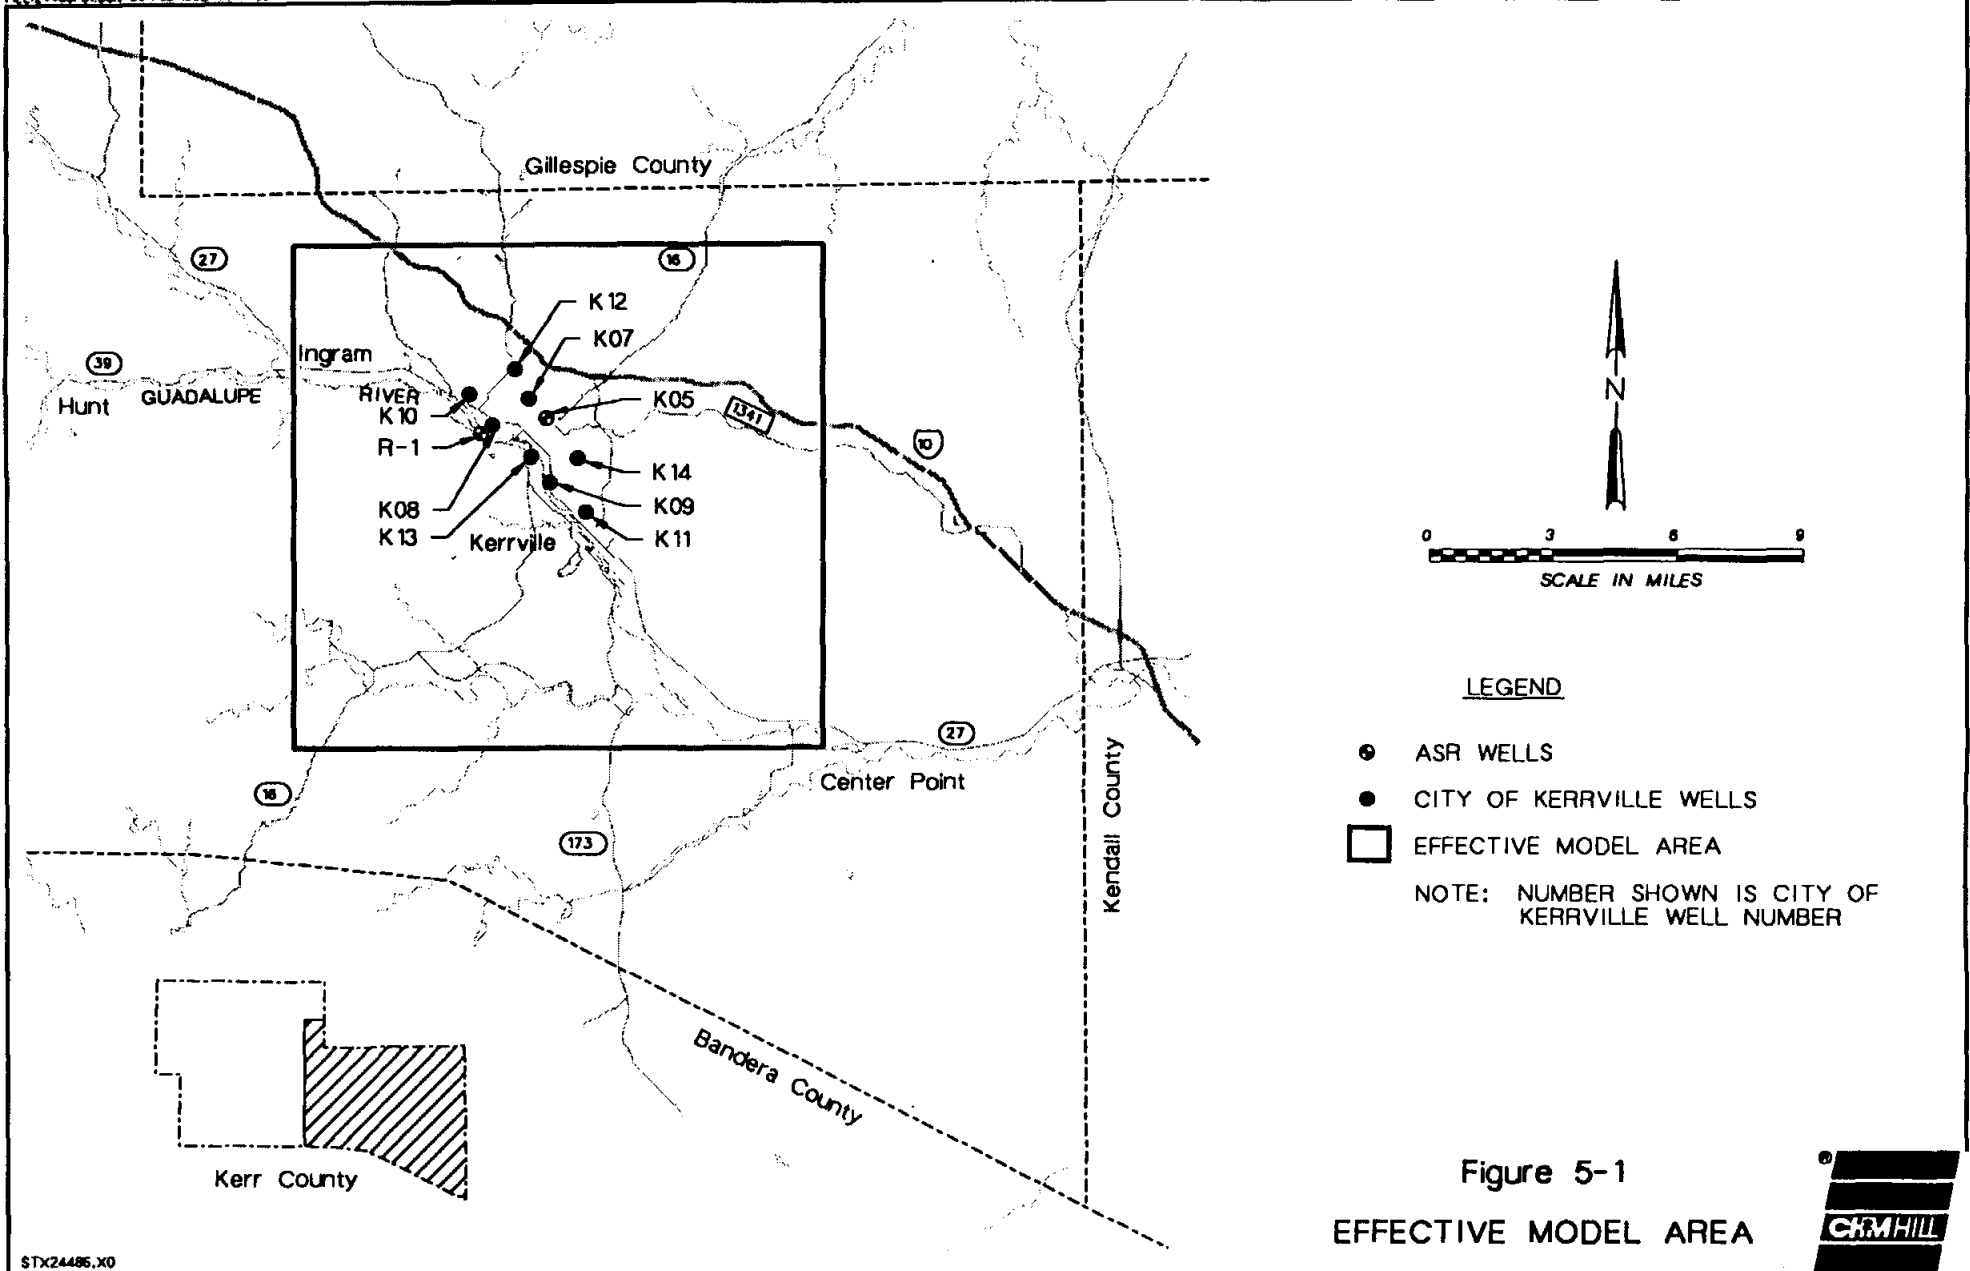 Gillespie County
27
16
K12
K07
Ingram
39
Hunt
GUADALUPE
RIVER
K10
K05
1341
10
R-1
K14
K08
K09
K13
Kerrville
K11
N
0 3 6 9
SCALE IN MILES
LEGEND
ASR WELLS
CITY OF KERRVILLE WELLS
EFFECTIVE MODEL AREA
NOTE: NUMBER SHOWN IS CITY OF
KERRVILLE WELL NUMBER
27
Center Point
16
173
Kendall County
Bandera County
Kerr County
Figure 5-1
EFFECTIVE MODEL AREA
CH2M HILL
STX24486.X0